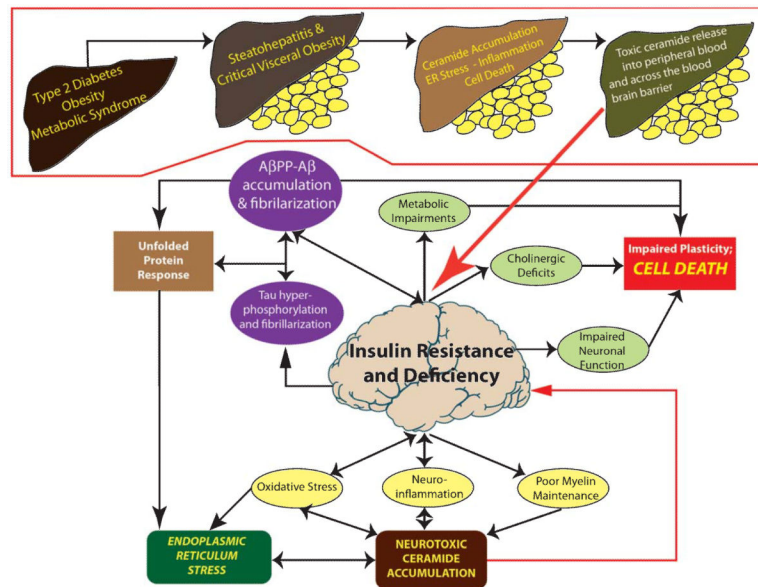 Type 2 Diabetes
Obesity
Metabolic Syndrome
Steatohepatitis &
Critical Visceral Obesity
Ceramide Accumulation
ER Stress - Inflammation
Cell Death
Toxic ceramide release
into peripheral blood
and across the blood
brain barrier
AβPP-Aβ
accumulation
& fibrilarization
Metabolic
Impairments
Unfolded
Protein
Response
Cholinergic
Deficits
Impaired Plasticity;
CELL DEATH
Tau hyper-
phosphorylation
and fibrillarization
Insulin Resistance
and Deficiency
Impaired
Neuronal
Function
Oxidative Stress
Neuro-
inflammation
Poor Myelin
Maintenance
ENDOPLASMIC
RETICULUM
STRESS
NEUROTOXIC
CERAMIDE
ACCUMULATION